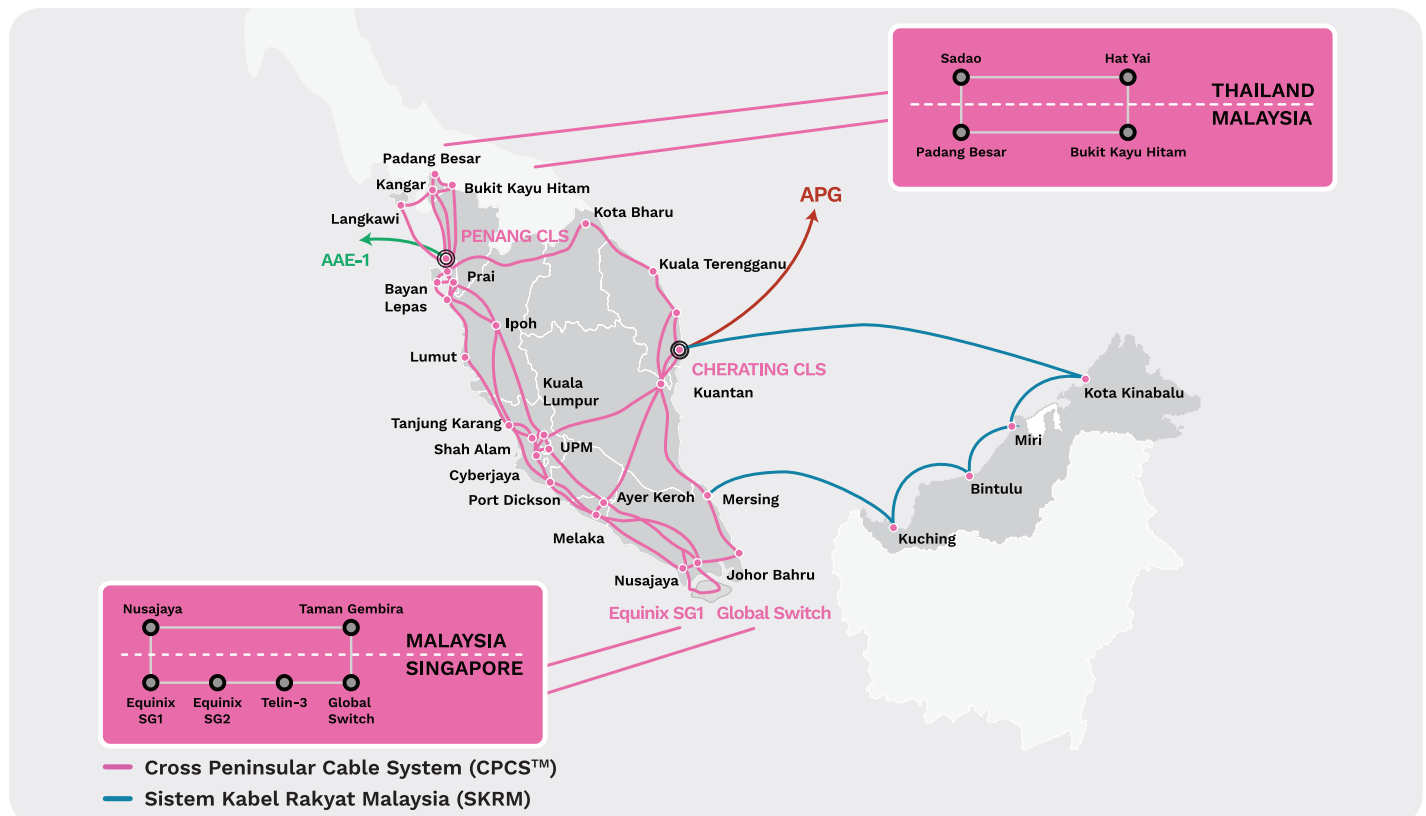 Sadao
Hat Yai
THAILAND
MALAYSIA
Padang Besar
Bukit Kayu Hitam
Padang Besar
Kangar
Bukit Kayu Hitam
Langkawi
Kota Bharu
APG
PENANG CLS
AAE-1
Prai
Kuala Terengganu
Bayan
Lepas
Ipoh
Lumut
CHERATING CLS
Kuala
Lumpur
Kuantan
Kota Kinabalu
Tanjung Karang
Shah Alam
UPM
Miri
Cyberjaya
Port Dickson
Ayer Keroh
Mersing
Bintulu
Melaka
Kuching
Nusajaya
Johor Bahru
Equinix SG1
Global Switch
Nusajaya
Taman Gembira
MALAYSIA
SINGAPORE
Equinix
SG1
Equinix
SG2
Telin-3
Global
Switch
Cross Peninsular Cable System (CPCS™)
Sistem Kabel Rakyat Malaysia (SKRM)